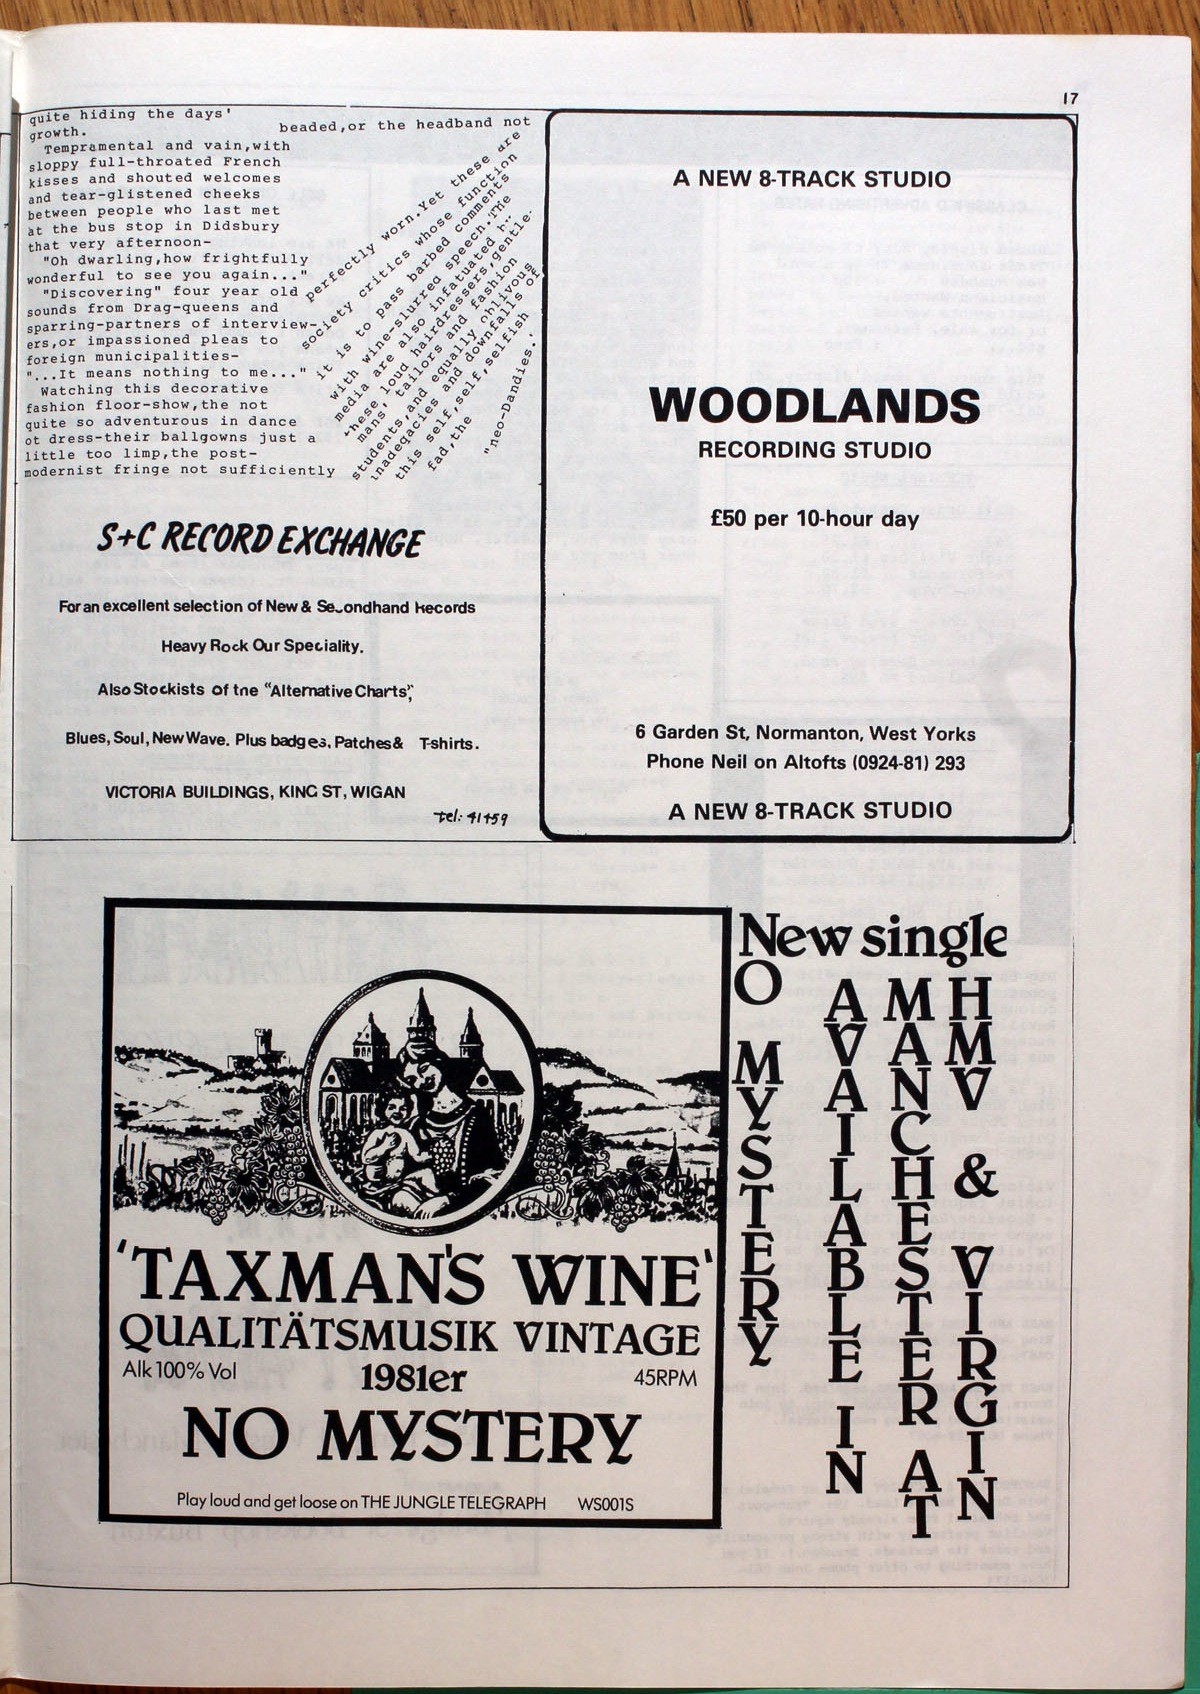 17
quite hiding the days'
growth.
Tempramental and vain,with
sloppy full-throated French
kisses and shouted welcomes
and tear-glistened cheeks
between people who last met
at the bus stop in Didsbury
that very afternoon-
"Oh dwarling,how frightfully
wonderful to see you again..."
"Discovering" four year old
sounds from Drag-queens and
sparring-partners of interview-
ers,or impassioned pleas to
foreign municipalities-
"...It means nothing to me..."
Watching this decorative
fashion floor-show,the not
quite so adventurous in dance
ot dress-their ballgowns just a
little too limp,the post-
modernist fringe not sufficiently
beaded,or the headband not
perfectly worn.Yet these are
society critics whose function
it is to pass barbed comments
with wine-slurred speech.The
media are also infatuated
these loud hairdressers,gentle-
mans' tailors and fashion
students,and equally oblivous
inadegacies and downfalls of
this self,self,selfish
fad,the
"neo-Dandies.
S+C RECORD EXCHANGE
For an excellent selection of New & Secondhand Records
Heavy Rock Our Speciality.
Also Stockists of the "Alternative Charts",
Blues, Soul, New Wave. Plus badges, Patches & T-shirts.
VICTORIA BUILDINGS, KING ST, WIGAN
tel: 41459
A NEW 8-TRACK STUDIO
WOODLANDS
RECORDING STUDIO
£50 per 10-hour day
6 Garden St, Normanton, West Yorks
Phone Neil on Altofts (0924-81) 293
A NEW 8-TRACK STUDIO
'TAXMAN'S WINE'
QUALITÄTSMUSIK VINTAGE
Alk 100% Vol 1981er 45RPM
NO MYSTERY
Play loud and get loose on THE JUNGLE TELEGRAPH WS001S
New single
NO MYSTERY
AVAILABLE IN
MANCHESTER AT
HMV & VIRGIN